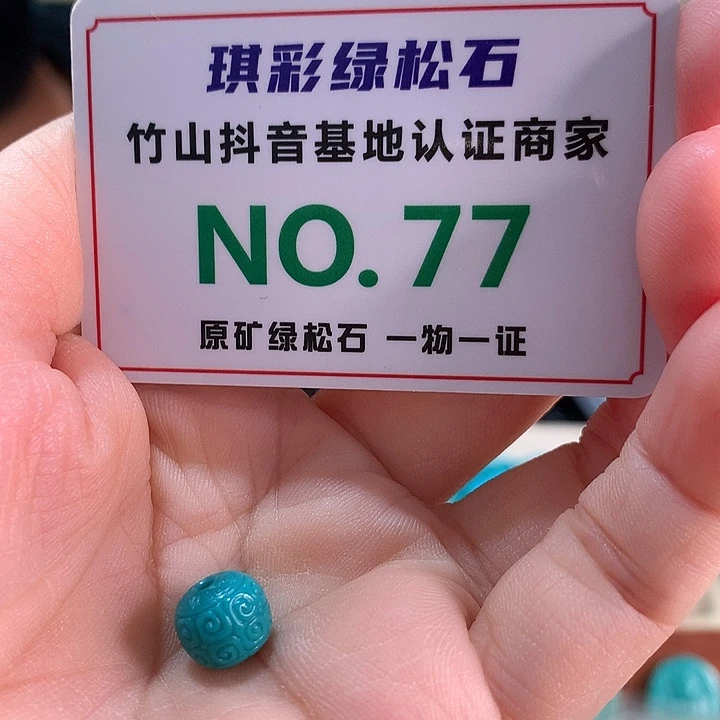 琪彩绿松石
竹山抖音基地认证商家
NO.77
原矿绿松石 一物一证